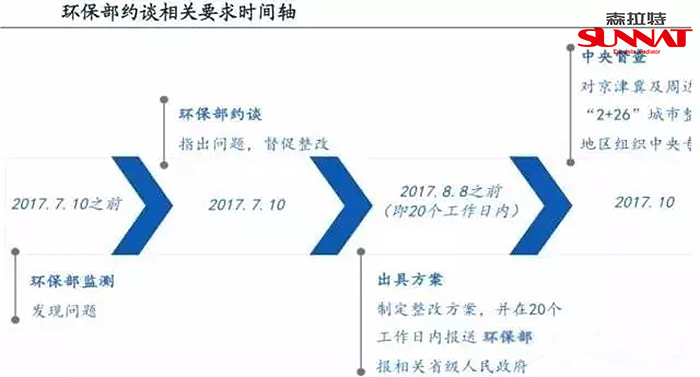 环保部约谈相关要求时间轴
森拉特
SUNNAT
中央督查
对京津冀及周边
“2+26”城市整
地区组织中央专
环保部约谈
指出问题，督促整改
2017.7.10之前
2017.7.10
2017.8.8之前
（即20个工作日内）
2017.10
环保部监测
发现问题
出具方案
制定整改方案，并在20个
工作日内报送 环保部
报相关省级人民政府